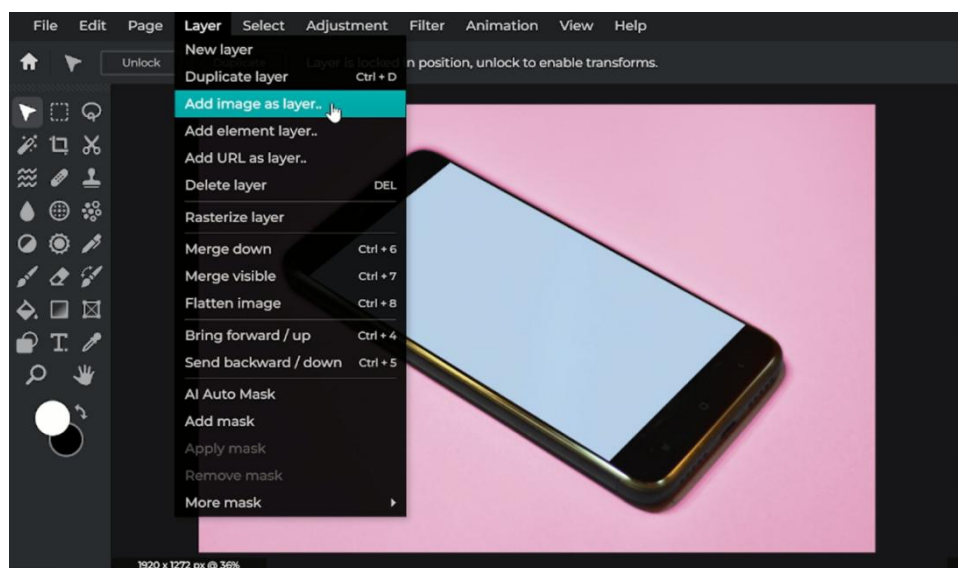 File Edit Page Layer Select Adjustment Filter Animation View Help
Unlock Layer is locked in position, unlock to enable transforms.
New layer
Duplicate layer Ctrl + D
Add image as layer..
Add element layer..
Add URL as layer..
Delete layer DEL
Rasterize layer
Merge down Ctrl + 6
Merge visible Ctrl + 7
Flatten image Ctrl + 8
Bring forward / up Ctrl + 4
Send backward / down Ctrl + 5
AI Auto Mask
Add mask
Apply mask
Remove mask
More mask
1920 x 1272 px @ 36%